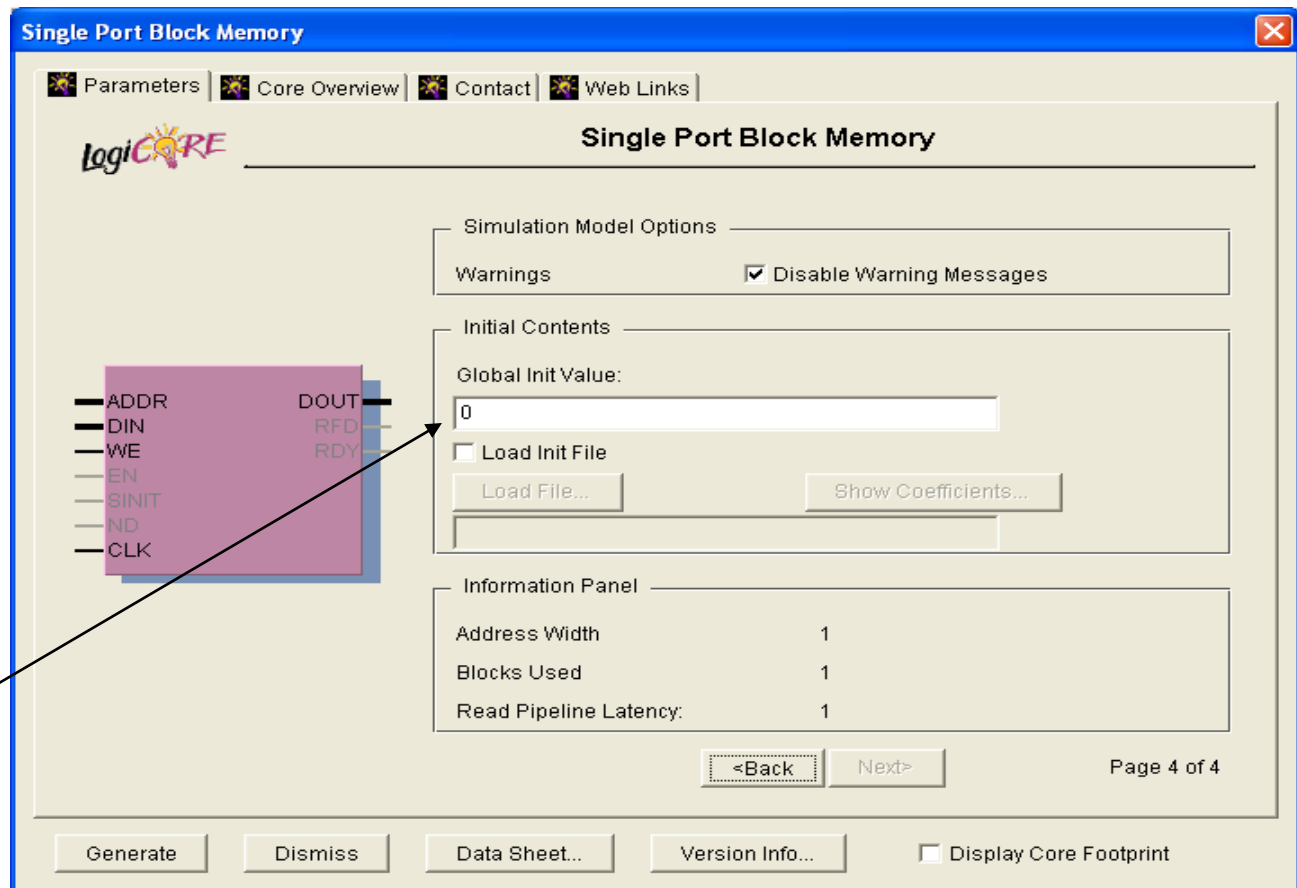 Single Port Block Memory
Parameters Core Overview Contact Web Links
LogiCORE
Single Port Block Memory
Simulation Model Options
Warnings Disable Warning Messages
Initial Contents
Global Init Value:
0
Load Init File
Load File... Show Coefficients...
ADDR DOUT
DIN RFD
WE RDY
EN
SINIT
ND
CLK
Information Panel
Address Width 1
Blocks Used 1
Read Pipeline Latency: 1
<Back Next> Page 4 of 4
Generate Dismiss Data Sheet... Version Info... Display Core Footprint